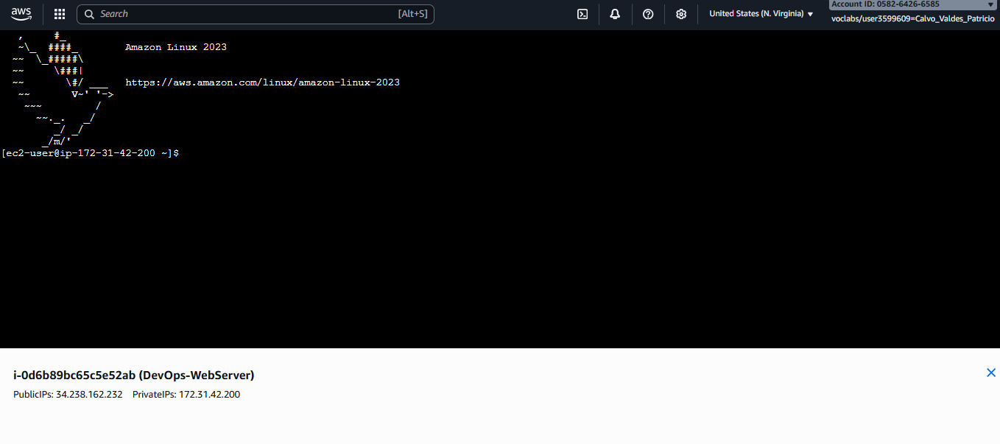 aws
Search [Alt+S]
United States (N. Virginia)
Account ID: 0582-6426-6585
voclabs/user3599609=Calvo_Valdes_Patricio
   ,     #_
   ~\_  ####_        Amazon Linux 2023
  ~~  \_#####\
  ~~     \###|
  ~~       \#/ ___   https://aws.amazon.com/linux/amazon-linux-2023
   ~~       V~' '->
    ~~~         /
      ~~._.   _/
         _/ _/
       _/m/'
[ec2-user@ip-172-31-42-200 ~]$
i-0d6b89bc65c5e52ab (DevOps-WebServer)
PublicIPs: 34.238.162.232 PrivateIPs: 172.31.42.200